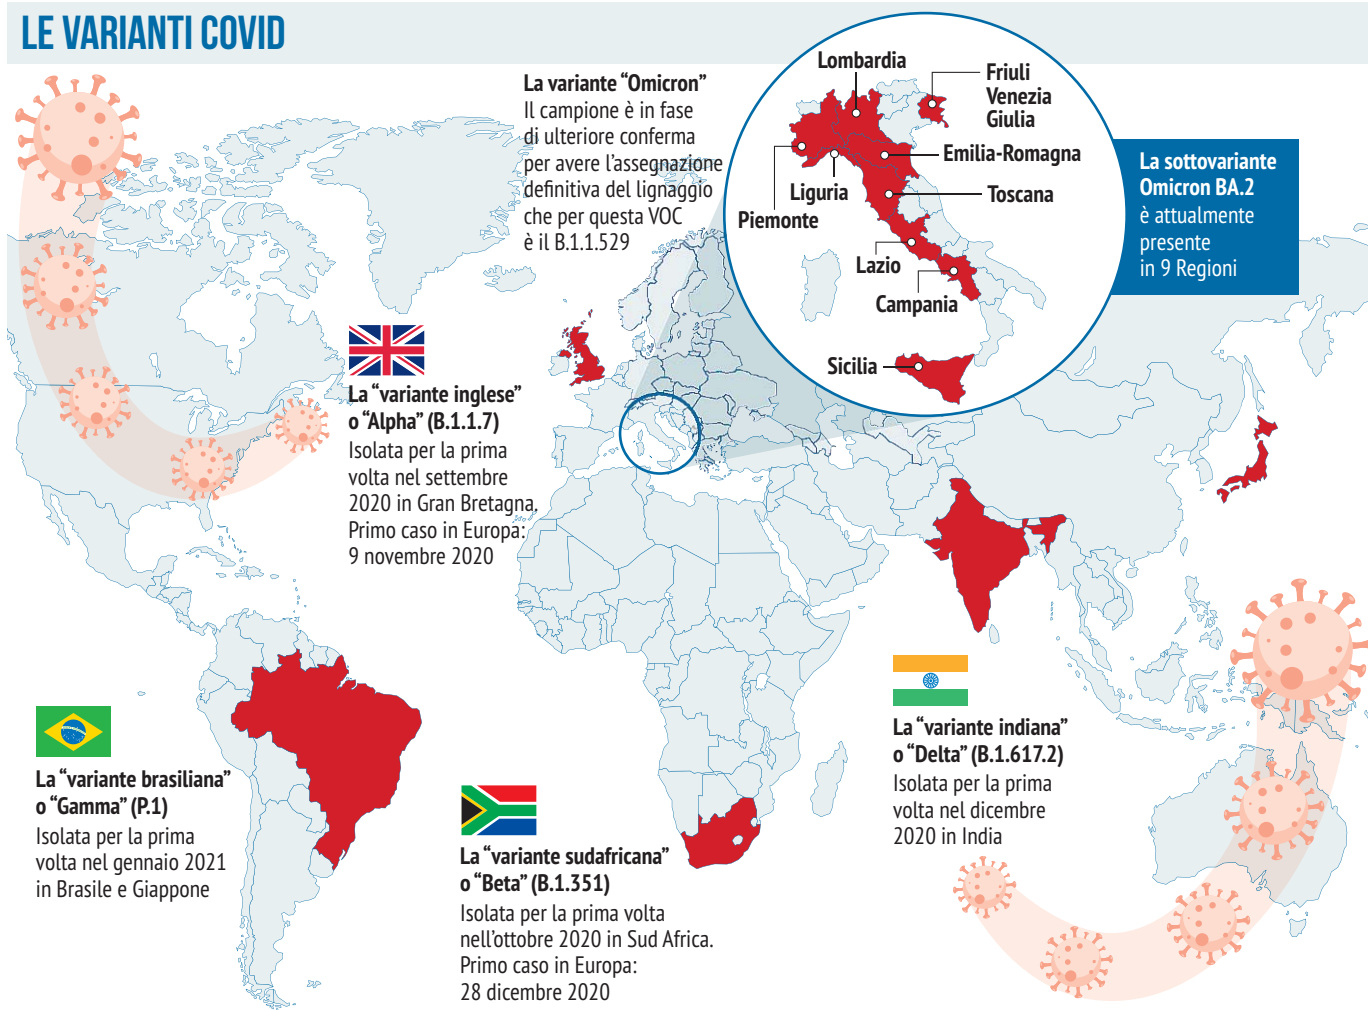 LE VARIANTI COVID
La variante “Omicron”
Il campione è in fase
di ulteriore conferma
per avere l’assegnazione
definitiva del lignaggio
che per questa VOC
è il B.1.1.529
Lombardia
Friuli
Venezia
Giulia
Emilia-Romagna
Liguria
Toscana
Piemonte
Lazio
Campania
Sicilia
La sottovariante
Omicron BA.2
è attualmente
presente
in 9 Regioni
La “variante inglese”
o “Alpha” (B.1.1.7)
Isolata per la prima
volta nel settembre
2020 in Gran Bretagna.
Primo caso in Europa:
9 novembre 2020
La “variante brasiliana”
o “Gamma” (P.1)
Isolata per la prima
volta nel gennaio 2021
in Brasile e Giappone
La “variante sudafricana”
o “Beta” (B.1.351)
Isolata per la prima volta
nell’ottobre 2020 in Sud Africa.
Primo caso in Europa:
28 dicembre 2020
La “variante indiana”
o “Delta” (B.1.617.2)
Isolata per la prima
volta nel dicembre
2020 in India